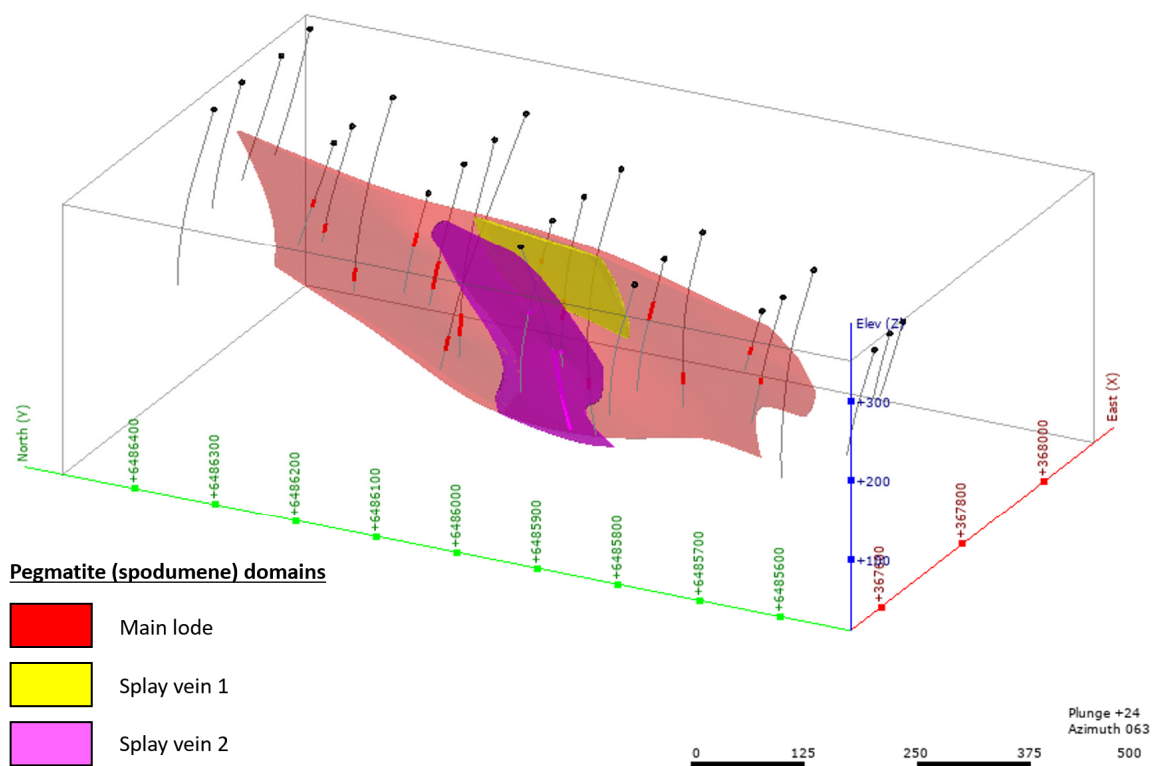 Elev (Z)
+300
+200
+100
North (Y)
+6486400
+6486300
+6486200
+6486100
+6486000
+6485900
+6485800
+6485700
+6485600
East (X)
+368000
+367800
+367600
Pegmatite (spodumene) domains
Main lode
Splay vein 1
Splay vein 2
Plunge +24
Azimuth 063
0 125 250 375 500